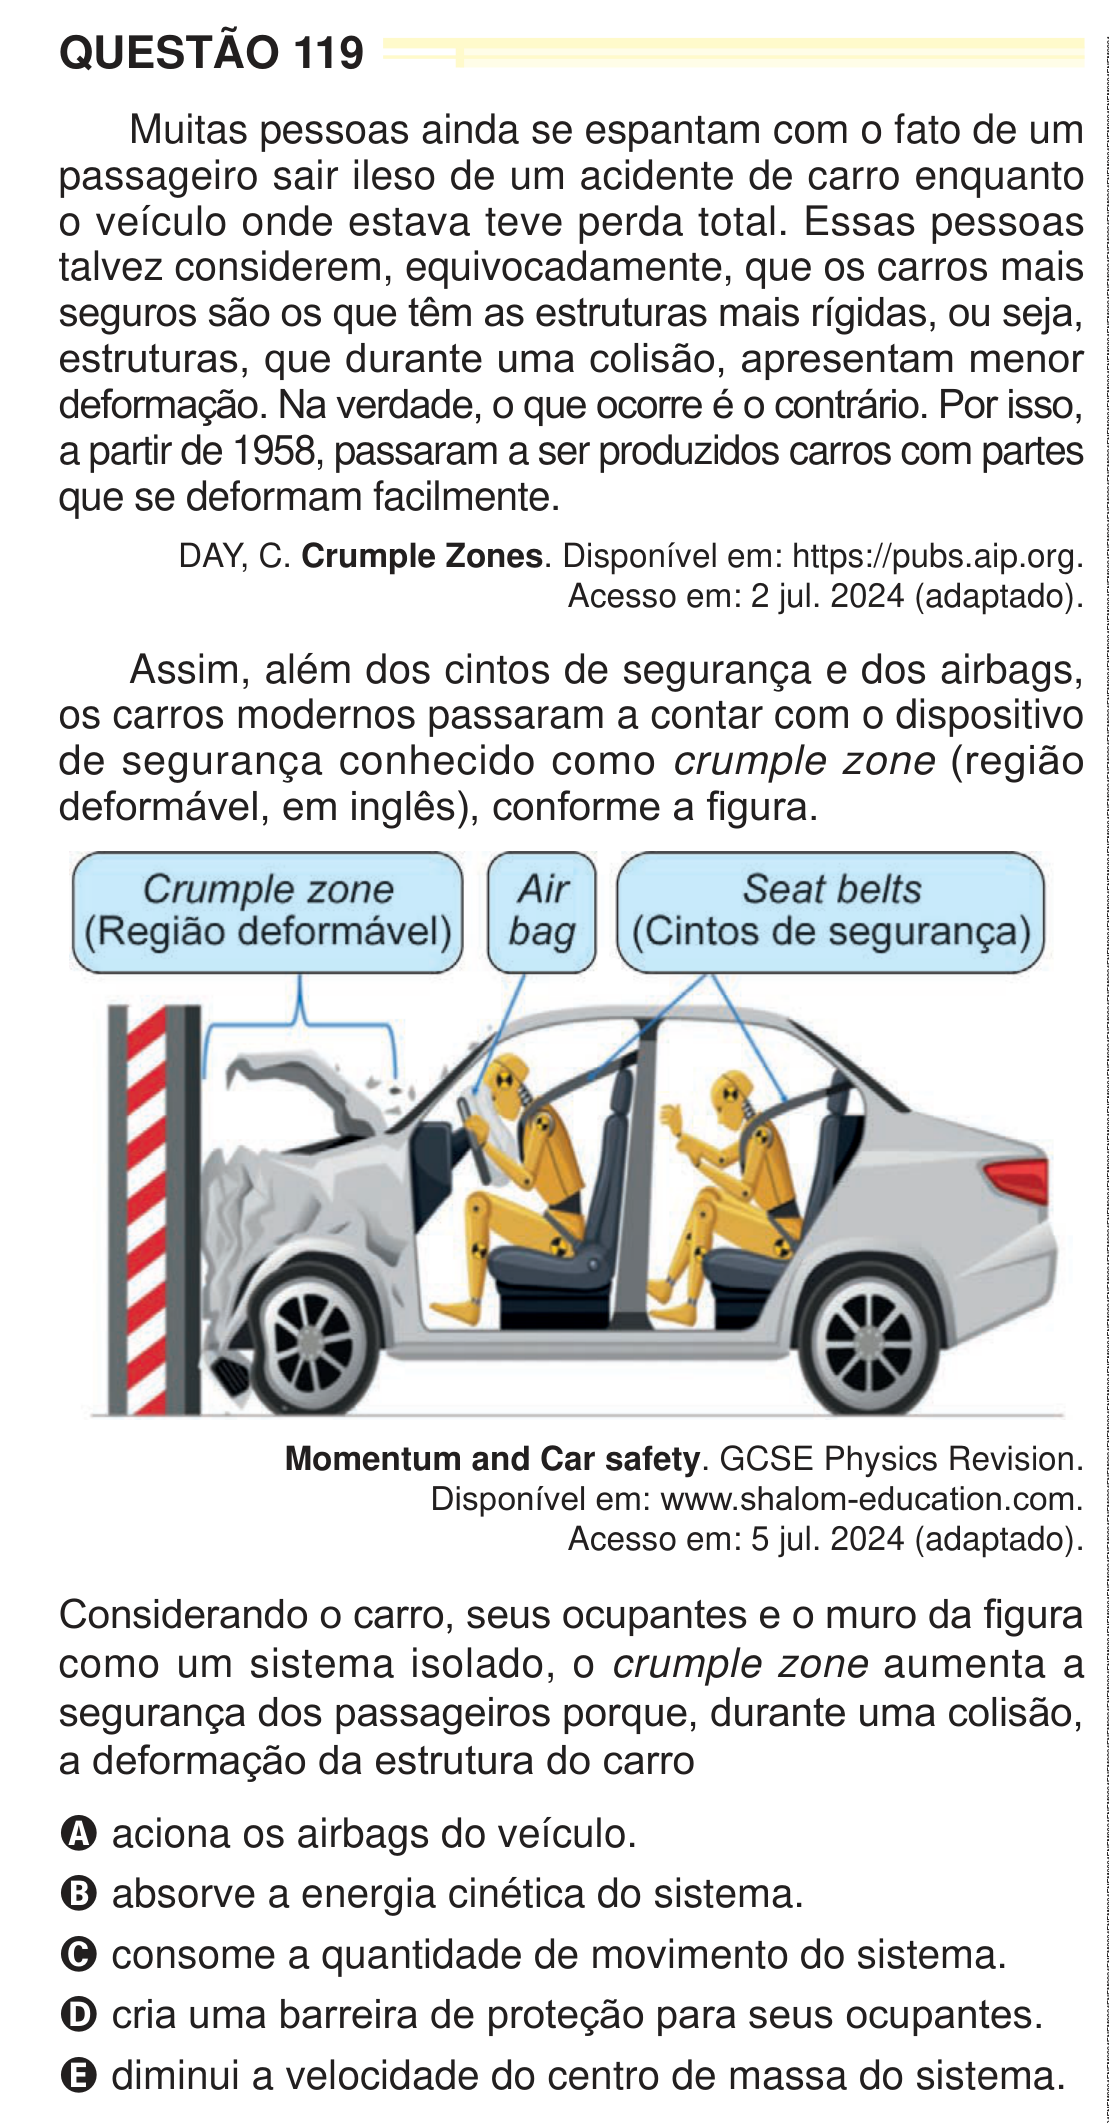 QUESTÃO 119
Muitas pessoas ainda se espantam com o fato de um
passageiro sair ileso de um acidente de carro enquanto
o veículo onde estava teve perda total. Essas pessoas
talvez considerem, equivocadamente, que os carros mais
seguros são os que têm as estruturas mais rígidas, ou seja,
estruturas, que durante uma colisão, apresentam menor
deformação. Na verdade, o que ocorre é o contrário. Por isso,
a partir de 1958, passaram a ser produzidos carros com partes
que se deformam facilmente.
DAY, C. Crumple Zones. Disponível em: https://pubs.aip.org.
Acesso em: 2 jul. 2024 (adaptado).
Assim, além dos cintos de segurança e dos airbags,
os carros modernos passaram a contar com o dispositivo
de segurança conhecido como crumple zone (região
deformável, em inglês), conforme a figura.
Crumple zone
(Região deformável)
Air
bag
Seat belts
(Cintos de segurança)
Momentum and Car safety. GCSE Physics Revision.
Disponível em: www.shalom-education.com.
Acesso em: 5 jul. 2024 (adaptado).
Considerando o carro, seus ocupantes e o muro da figura
como um sistema isolado, o crumple zone aumenta a
segurança dos passageiros porque, durante uma colisão,
a deformação da estrutura do carro
A aciona os airbags do veículo.
B absorve a energia cinética do sistema.
C consome a quantidade de movimento do sistema.
D cria uma barreira de proteção para seus ocupantes.
E diminui a velocidade do centro de massa do sistema.